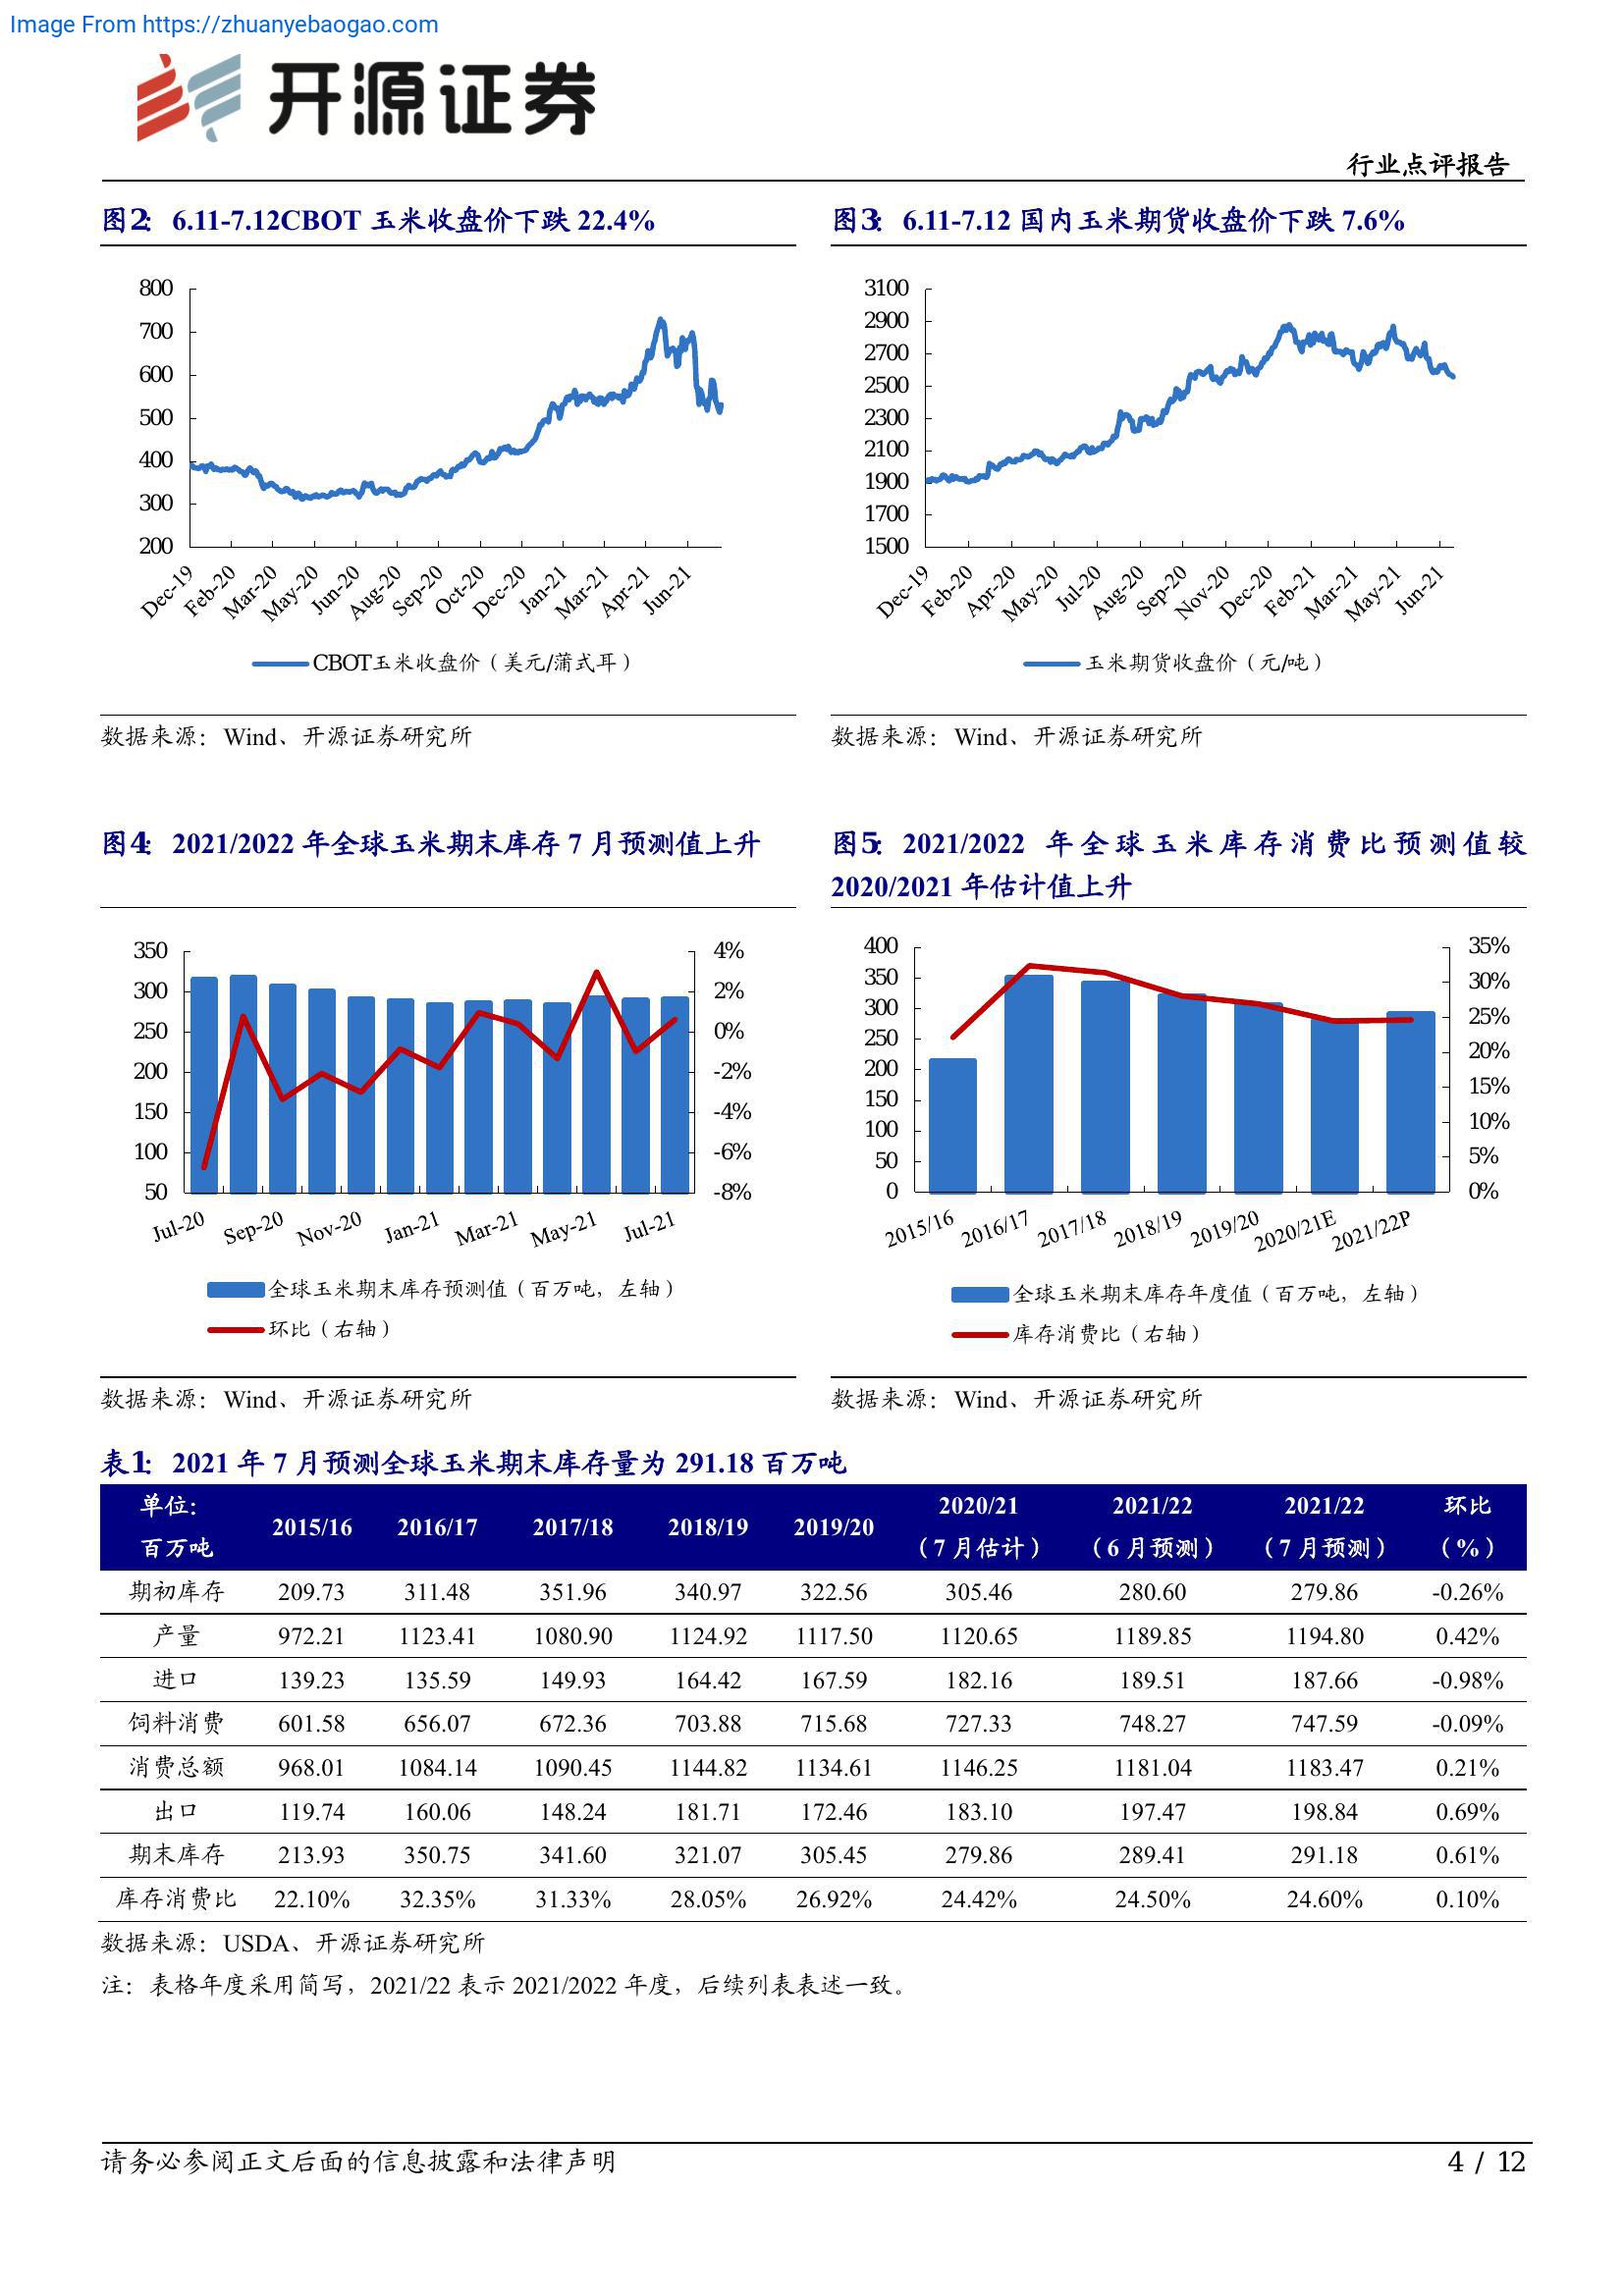 Image From https://zhuanyebaogao.com
开源证券
行业点评报告
图2： 6.11-7.12CBOT 玉米收盘价下跌 22.4%
800
700
600
500
400
300
200
Dec-19 Feb-20 Mar-20 May-20 Jun-20 Aug-20 Sep-20 Oct-20 Dec-20 Jan-21 Mar-21 Apr-21 Jun-21
CBOT玉米收盘价（美元/蒲式耳）
数据来源：Wind、开源证券研究所
图3： 6.11-7.12 国内玉米期货收盘价下跌 7.6%
3100
2900
2700
2500
2300
2100
1900
1700
1500
Dec-19 Feb-20 Apr-20 May-20 Jul-20 Aug-20 Sep-20 Nov-20 Dec-20 Feb-21 Mar-21 May-21 Jun-21
玉米期货收盘价（元/吨）
数据来源：Wind、开源证券研究所
图4： 2021/2022 年全球玉米期末库存 7 月预测值上升
350 4%
300 2%
250 0%
200 -2%
150 -4%
100 -6%
50 -8%
Jul-20 Sep-20 Nov-20 Jan-21 Mar-21 May-21 Jul-21
全球玉米期末库存预测值（百万吨，左轴）
环比（右轴）
数据来源：Wind、开源证券研究所
图5： 2021/2022 年全球玉米库存消费比预测值较
2020/2021 年估计值上升
400 35%
350 30%
300 25%
250 20%
200 15%
150 10%
100 5%
50 0%
0
2015/16 2016/17 2017/18 2018/19 2019/20 2020/21E 2021/22P
全球玉米期末库存年度值（百万吨，左轴）
库存消费比（右轴）
数据来源：Wind、开源证券研究所
表1： 2021 年 7 月预测全球玉米期末库存量为 291.18 百万吨
单位： 2020/21 2021/22 2021/22 环比
2015/16 2016/17 2017/18 2018/19 2019/20
百万吨 （7 月估计） （6 月预测） （7 月预测） （%）
期初库存 209.73 311.48 351.96 340.97 322.56 305.46 280.60 279.86 -0.26%
产量 972.21 1123.41 1080.90 1124.92 1117.50 1120.65 1189.85 1194.80 0.42%
进口 139.23 135.59 149.93 164.42 167.59 182.16 189.51 187.66 -0.98%
饲料消费 601.58 656.07 672.36 703.88 715.68 727.33 748.27 747.59 -0.09%
消费总额 968.01 1084.14 1090.45 1144.82 1134.61 1146.25 1181.04 1183.47 0.21%
出口 119.74 160.06 148.24 181.71 172.46 183.10 197.47 198.84 0.69%
期末库存 213.93 350.75 341.60 321.07 305.45 279.86 289.41 291.18 0.61%
库存消费比 22.10% 32.35% 31.33% 28.05% 26.92% 24.42% 24.50% 24.60% 0.10%
数据来源：USDA、开源证券研究所
注：表格年度采用简写，2021/22 表示 2021/2022 年度，后续列表表述一致。
请务必参阅正文后面的信息披露和法律声明
4 / 12